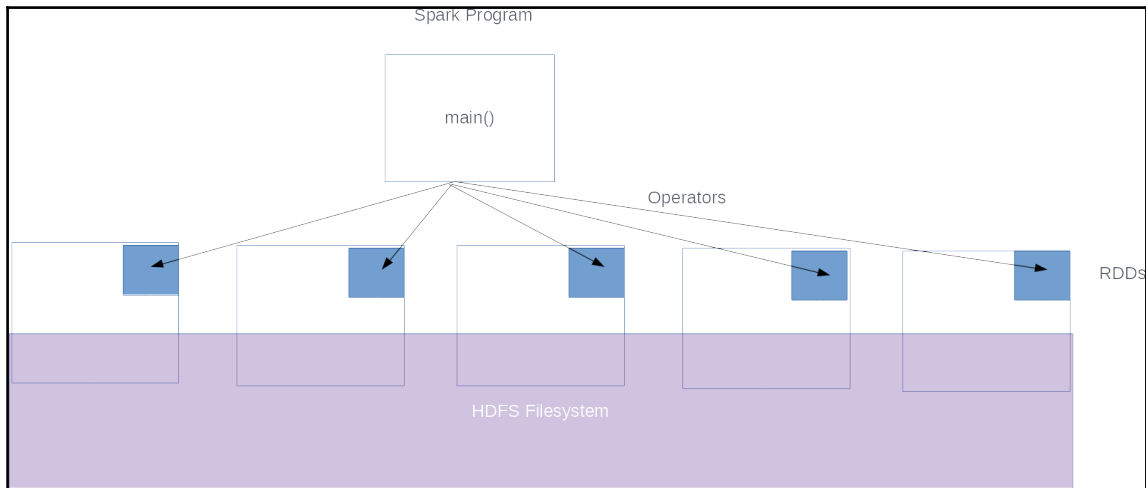 Spark Program
main()
Operators
RDDs
HDFS Filesystem